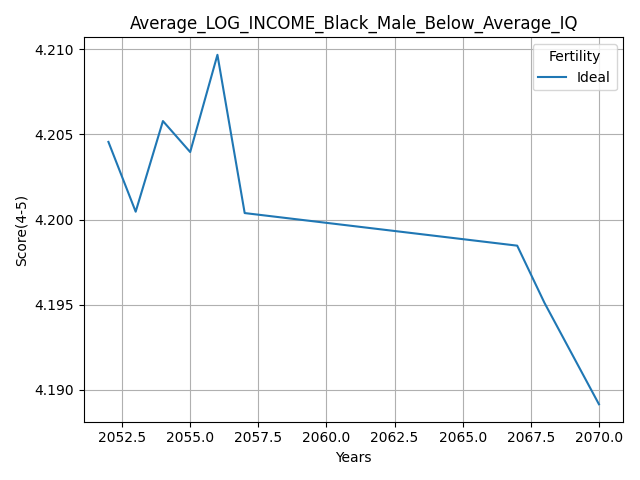 Average_LOG_INCOME_Black_Male_Below_Average_IQ
Fertility
Ideal
4.210
4.205
4.200
4.195
4.190
Score(4-5)
2052.5 2055.0 2057.5 2060.0 2062.5 2065.0 2067.5 2070.0
Years